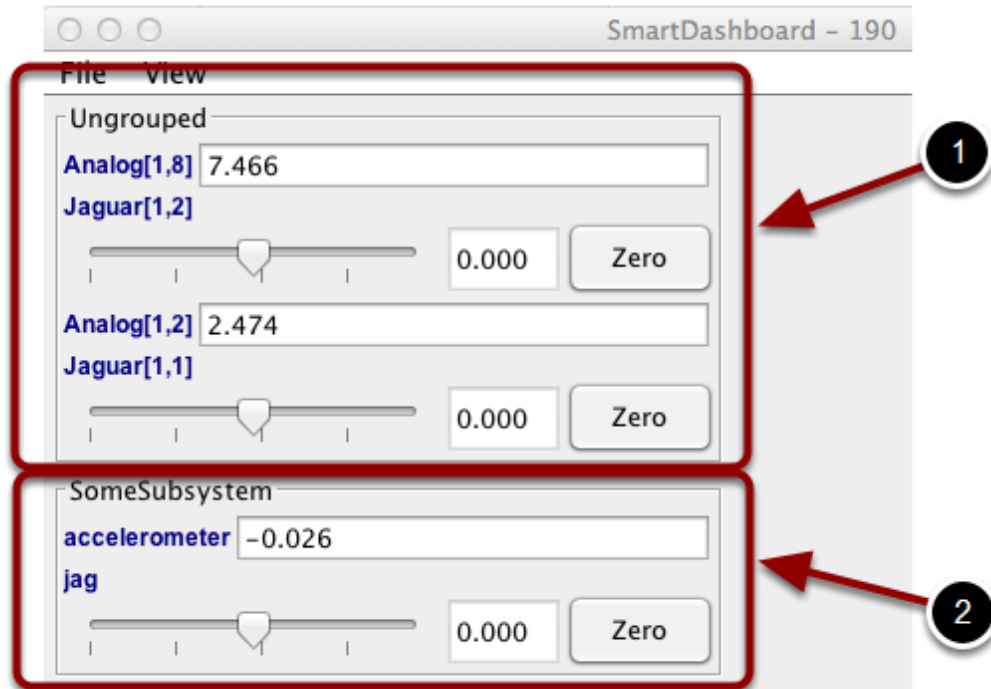 SmartDashboard – 190
File View
Ungrouped
Analog[1,8] 7.466
Jaguar[1,2]
0.000 Zero
Analog[1,2] 2.474
Jaguar[1,1]
0.000 Zero
SomeSubsystem
accelerometer -0.026
jag
0.000 Zero
1
2